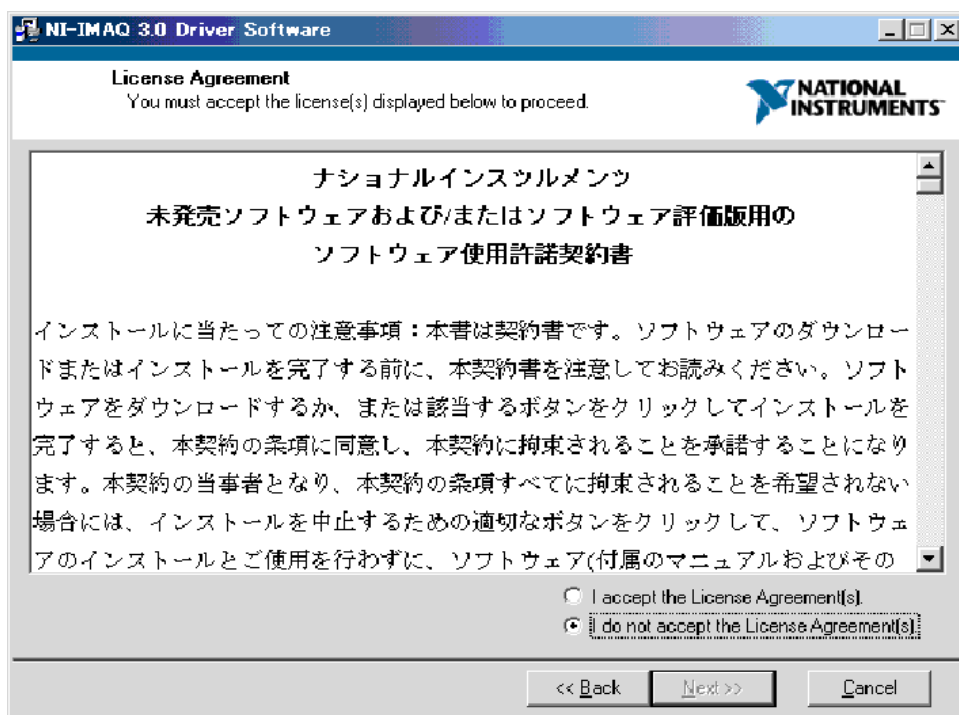 NI-IMAQ 3.0 Driver Software
License Agreement
You must accept the license(s) displayed below to proceed.
NATIONAL
INSTRUMENTS
ナショナルインスツルメンツ
未発売ソフトウェアおよび/またはソフトウェア評価版用の
ソフトウェア使用許諾契約書
インストールに当たっての注意事項：本書は契約書です。ソフトウェアのダウンロー
ドまたはインストールを完了する前に、本契約書を注意してお読みください。ソフト
ウェアをダウンロードするか、または該当するボタンをクリックしてインストールを
完了すると、本契約の条項に同意し、本契約に拘束されることを承諾することになり
ます。本契約の当事者となり、本契約の条項すべてに拘束されることを希望されない
場合には、インストールを中止するための適切なボタンをクリックして、ソフトウェ
アのインストールとご使用を行わずに、ソフトウェア(付属のマニュアルおよびその
I accept the License Agreement(s).
I do not accept the License Agreement(s).
<< Back
Next >>
Cancel